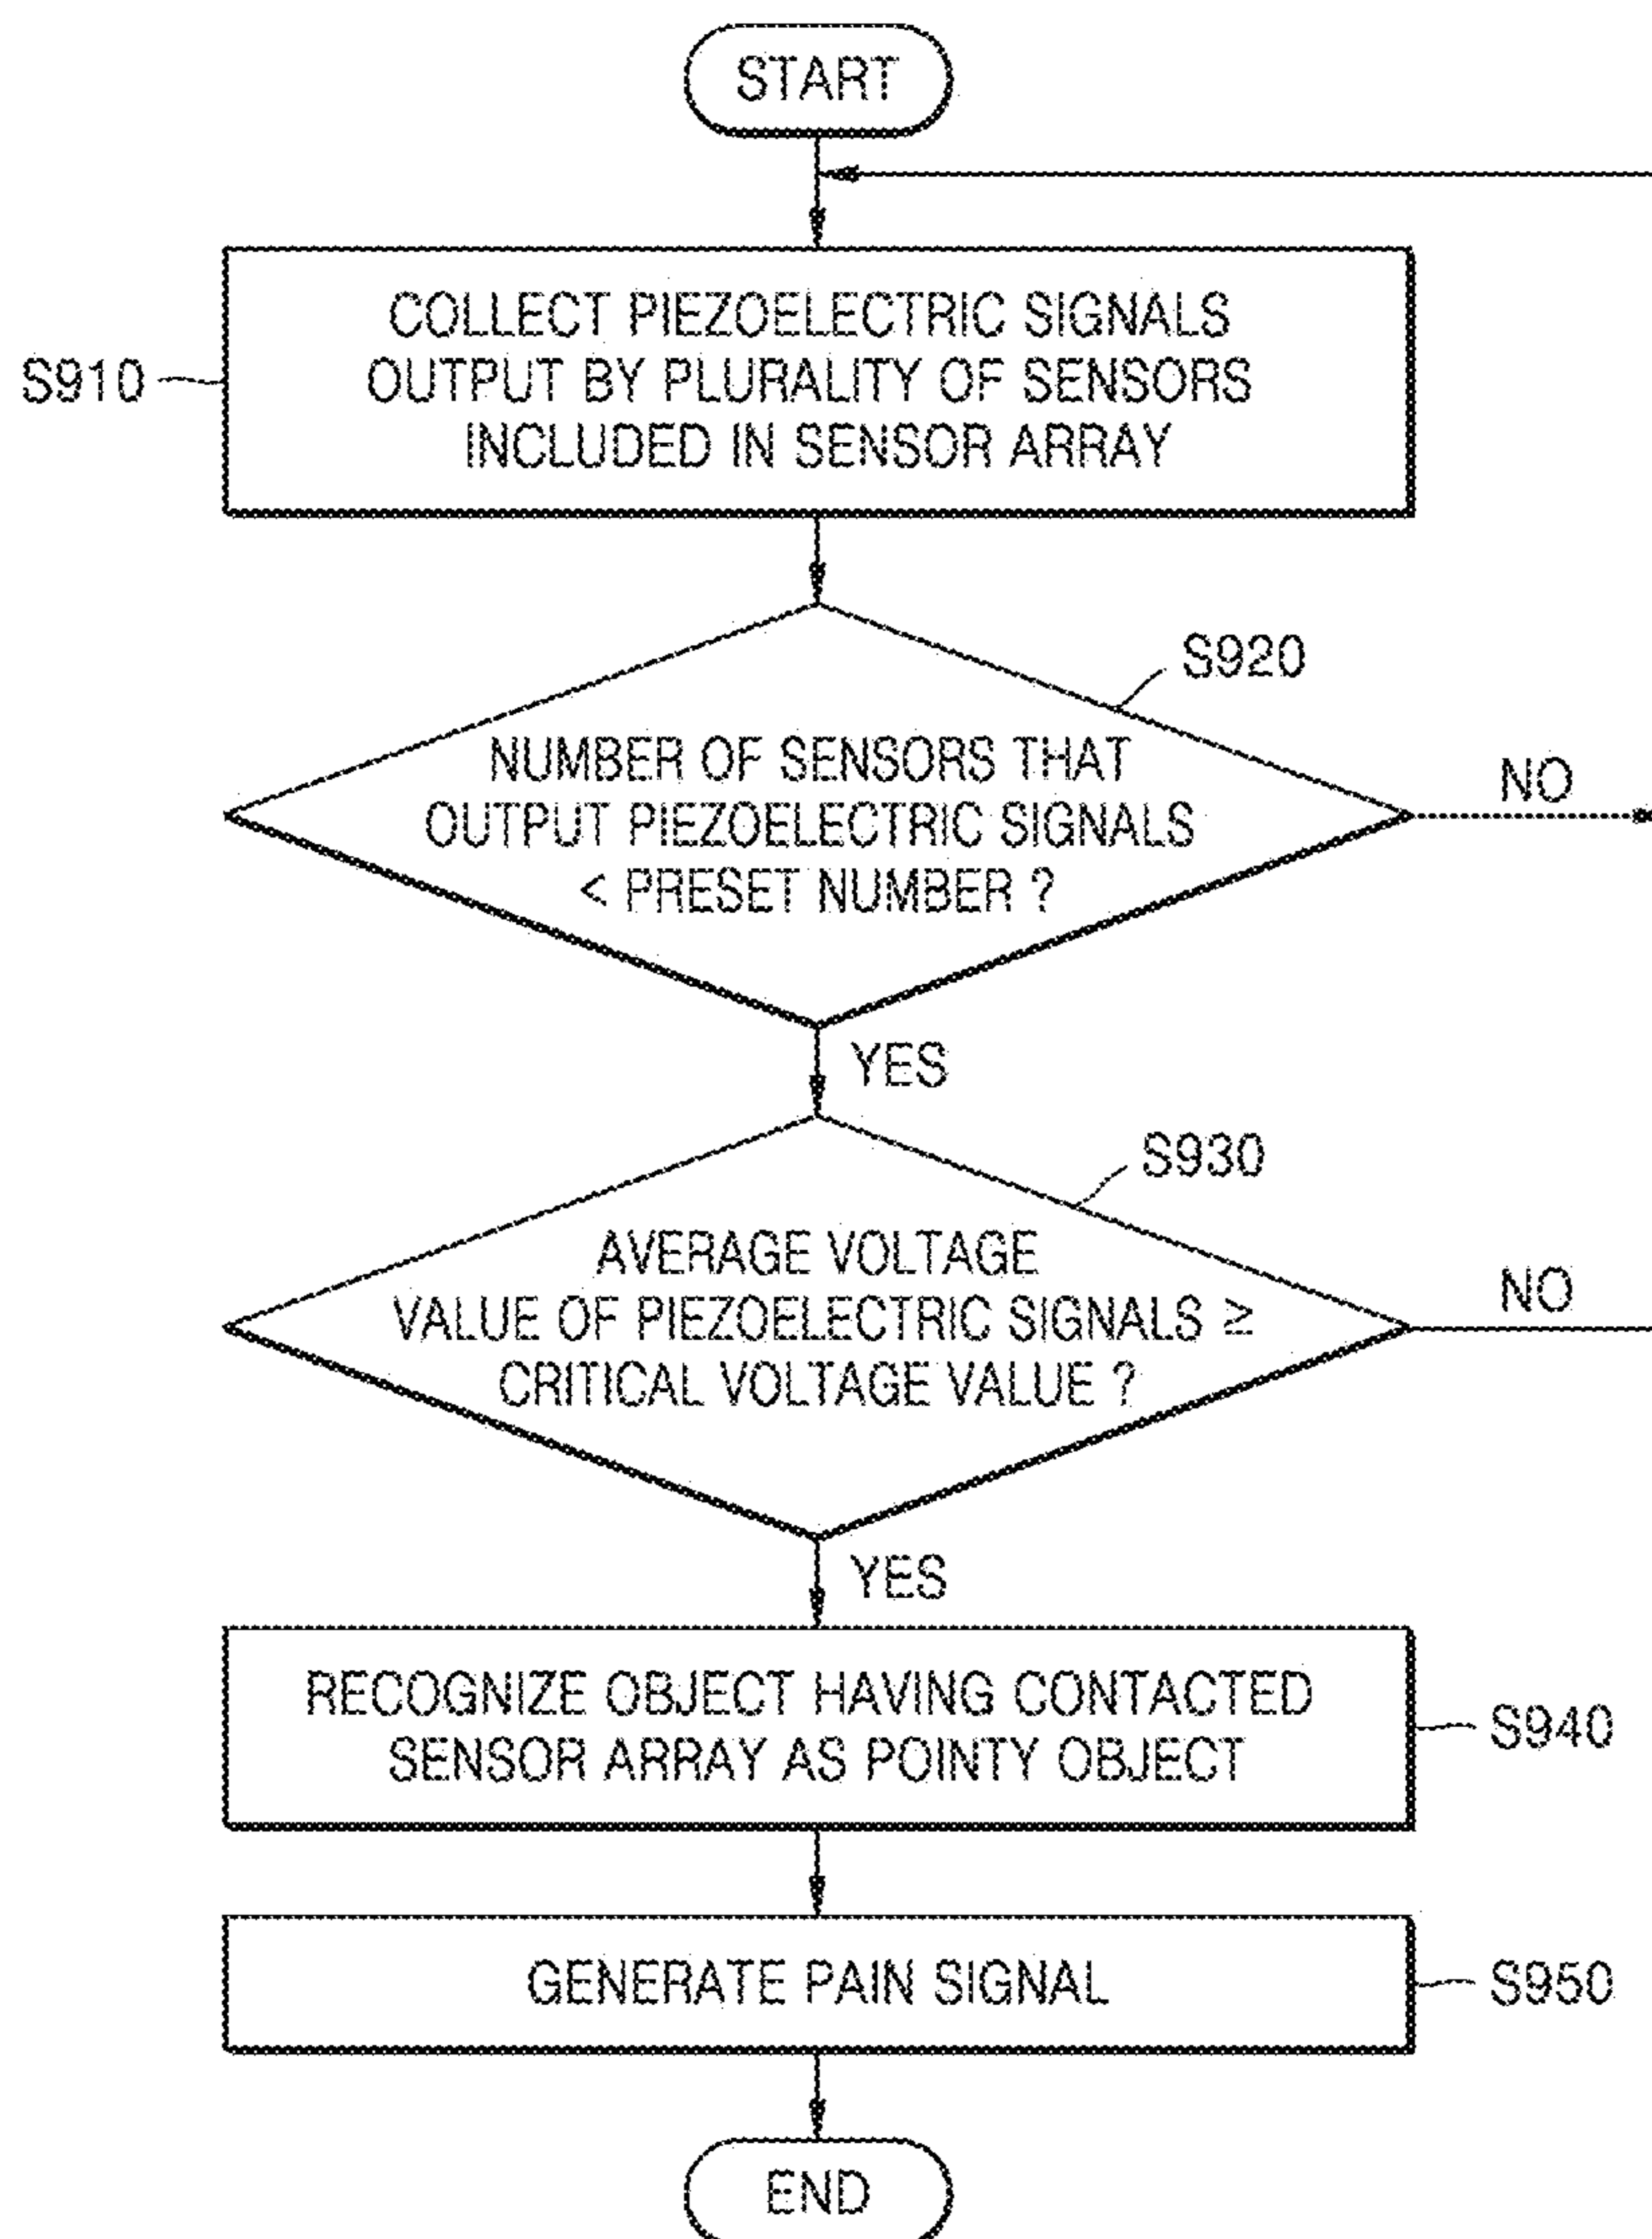 START
COLLECT PIEZOELECTRIC SIGNALS
OUTPUT BY PLURALITY OF SENSORS
INCLUDED IN SENSOR ARRAY
S910
S920
NUMBER OF SENSORS THAT
OUTPUT PIEZOELECTRIC SIGNALS
< PRESET NUMBER ?
NO
YES
S930
AVERAGE VOLTAGE
VALUE OF PIEZOELECTRIC SIGNALS ≥
CRITICAL VOLTAGE VALUE ?
NO
YES
RECOGNIZE OBJECT HAVING CONTACTED
SENSOR ARRAY AS POINTY OBJECT
S940
GENERATE PAIN SIGNAL
S950
END